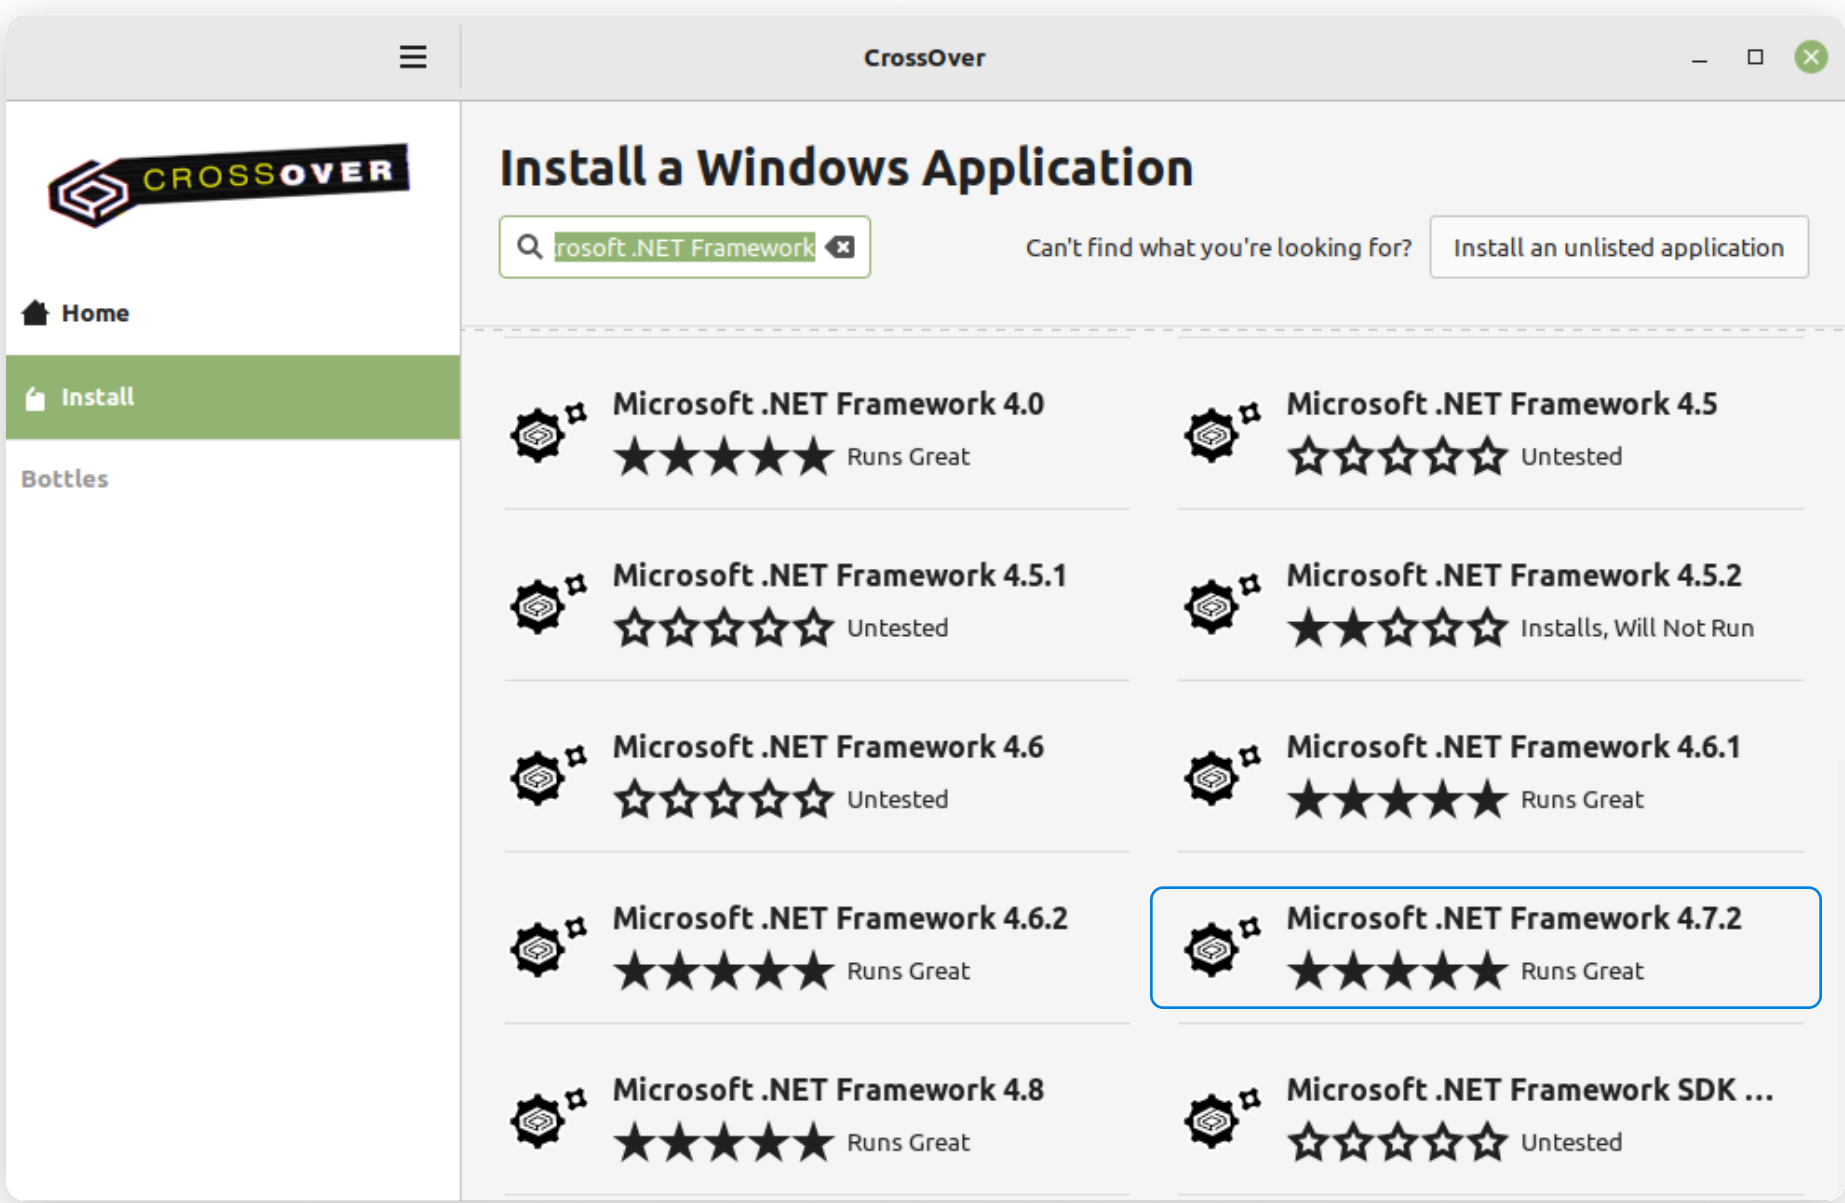 CrossOver
CROSSOVER
Install a Windows Application
rosoft .NET Framework
Can't find what you're looking for?
Install an unlisted application
Home
Install
Bottles
Microsoft .NET Framework 4.0
Runs Great
Microsoft .NET Framework 4.5
Untested
Microsoft .NET Framework 4.5.1
Untested
Microsoft .NET Framework 4.5.2
Installs, Will Not Run
Microsoft .NET Framework 4.6
Untested
Microsoft .NET Framework 4.6.1
Runs Great
Microsoft .NET Framework 4.6.2
Runs Great
Microsoft .NET Framework 4.7.2
Runs Great
Microsoft .NET Framework 4.8
Runs Great
Microsoft .NET Framework SDK ...
Untested